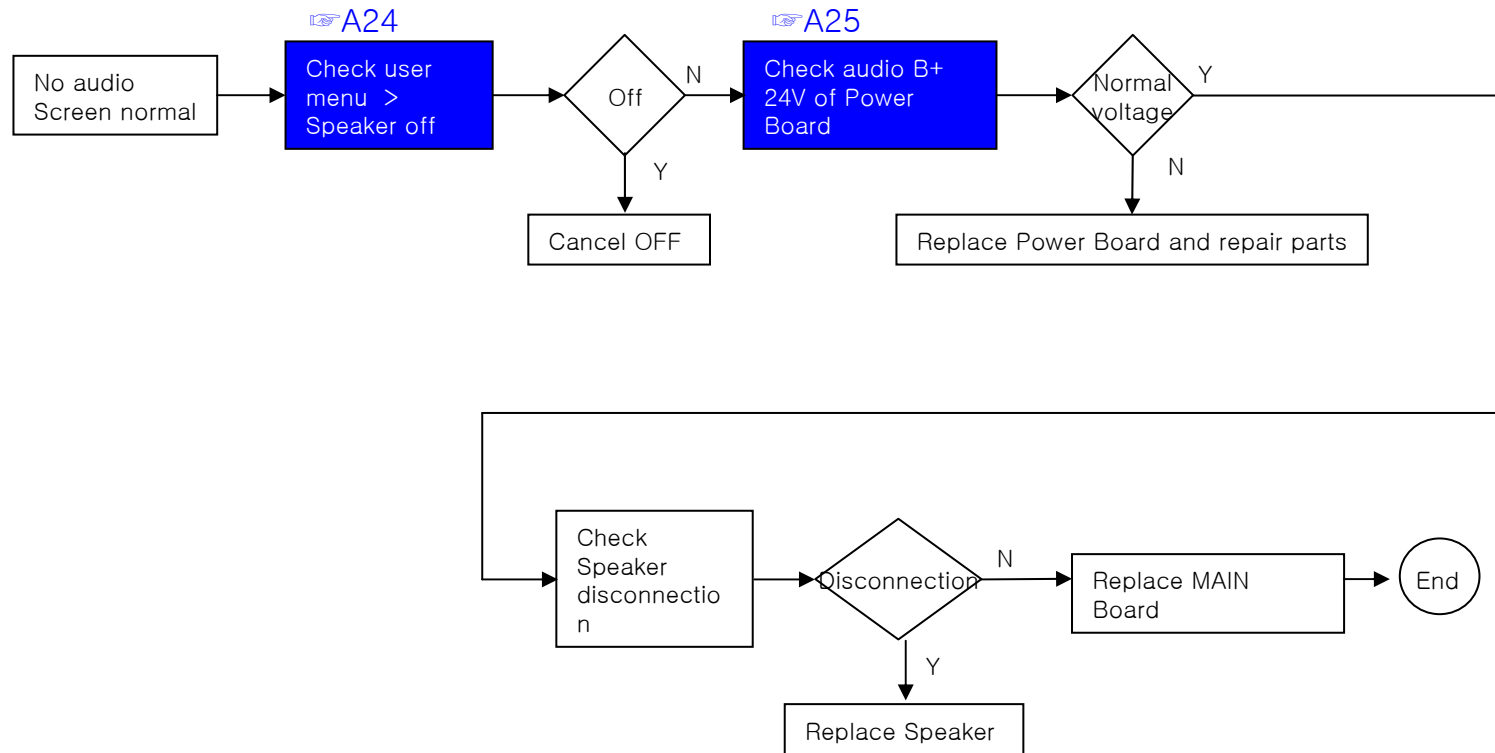 ☞A24
☞A25
No audio
Screen normal
Check user
menu >
Speaker off
Off
N
Check audio B+
24V of Power
Board
Normal
voltage
Y
Y
N
Cancel OFF
Replace Power Board and repair parts
Check
Speaker
disconnectio
n
Disconnection
N
Replace MAIN
Board
End
Y
Replace Speaker